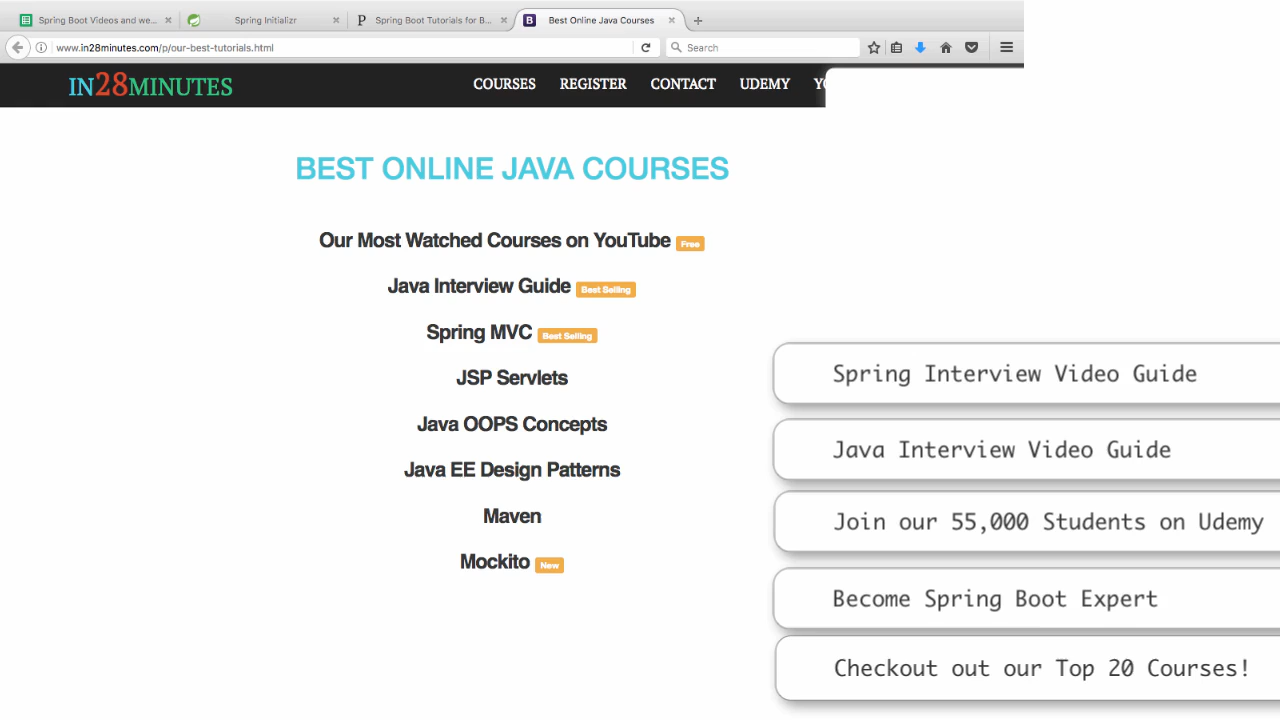 Spring Boot Videos and we...
Spring Initializr
Spring Boot Tutorials for B...
Best Online Java Courses
www.in28minutes.com/p/our-best-tutorials.html
Search
IN28MINUTES
COURSES REGISTER CONTACT UDEMY
BEST ONLINE JAVA COURSES
Our Most Watched Courses on YouTube Free
Java Interview Guide Best Selling
Spring MVC Best Selling
JSP Servlets
Java OOPS Concepts
Java EE Design Patterns
Maven
Mockito New
Spring Interview Video Guide
Java Interview Video Guide
Join our 55,000 Students on Udemy
Become Spring Boot Expert
Checkout out our Top 20 Courses!